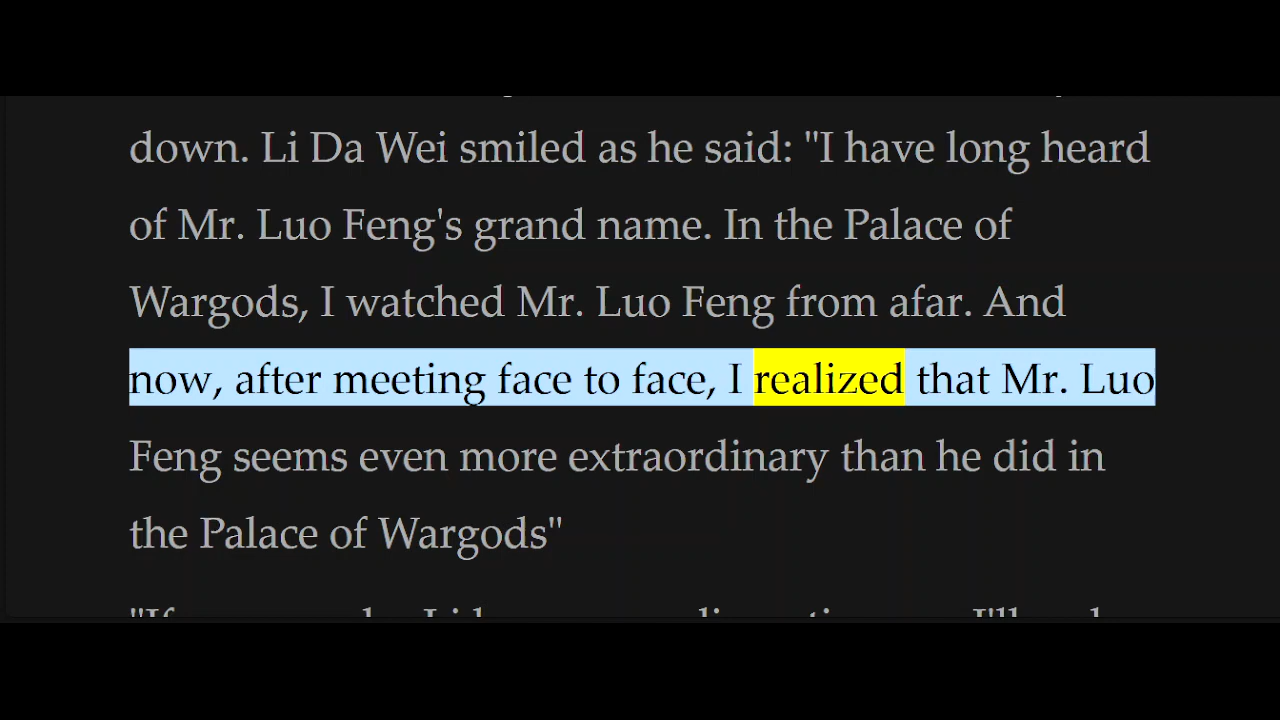 down. Li Da Wei smiled as he said: "I have long heard
of Mr. Luo Feng's grand name. In the Palace of
Wargods, I watched Mr. Luo Feng from afar. And
now, after meeting face to face, I realized that Mr. Luo
Feng seems even more extraordinary than he did in
the Palace of Wargods"